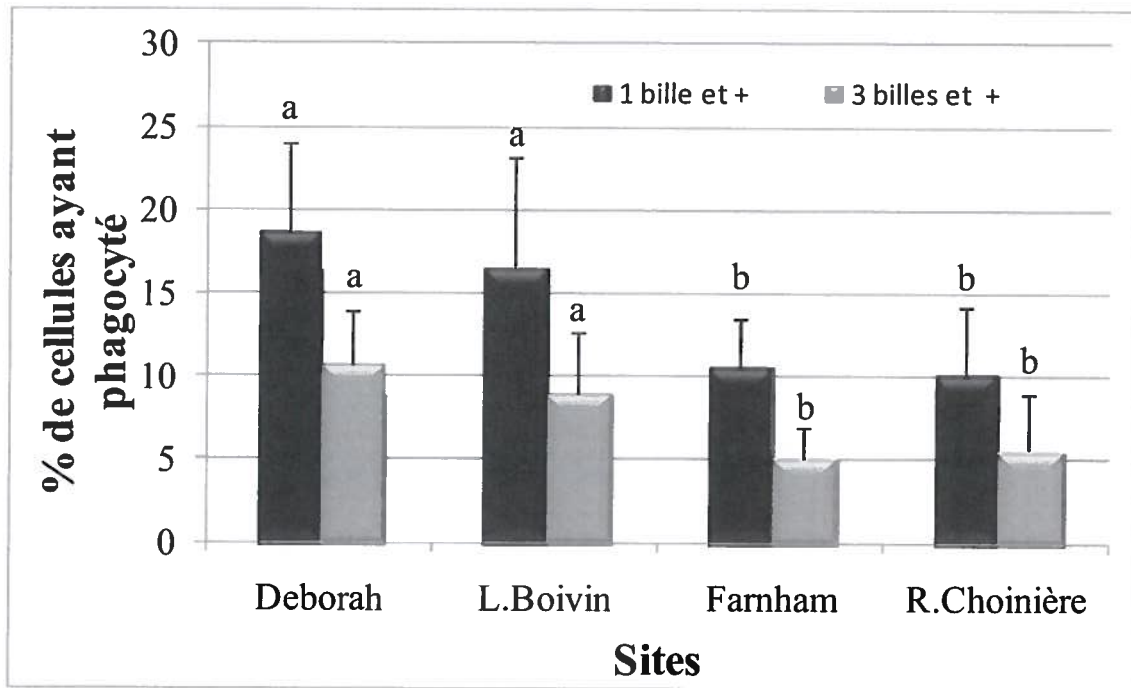 30
25
20
15
10
5
0
% de cellules ayant
phagocyté
1 bille et +
3 billes et +
a
a
a
a
b
b
b
b
Deborah
L.Boivin
Farnham
R.Choinière
Sites